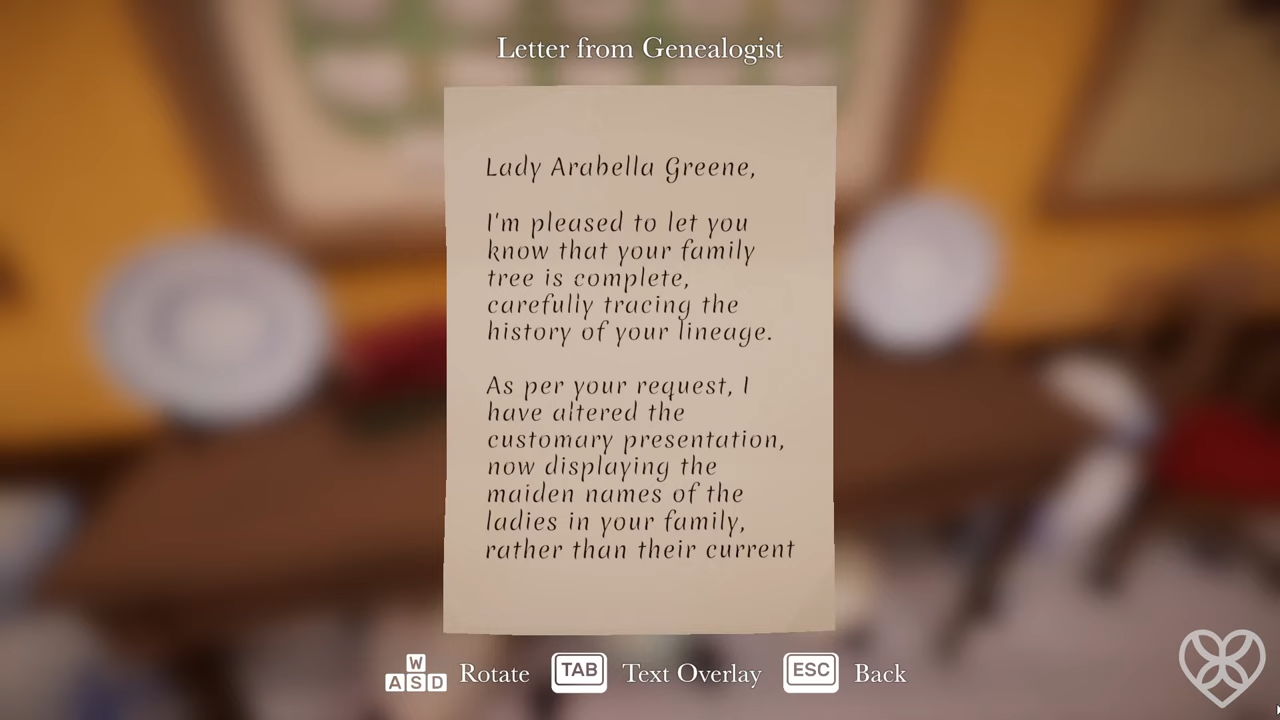 Letter from Genealogist
Lady Arabella Greene,
I'm pleased to let you
know that your family
tree is complete,
carefully tracing the
history of your lineage.
As per your request, I
have altered the
customary presentation,
now displaying the
maiden names of the
ladies in your family,
rather than their current
W
A S D Rotate TAB Text Overlay ESC Back